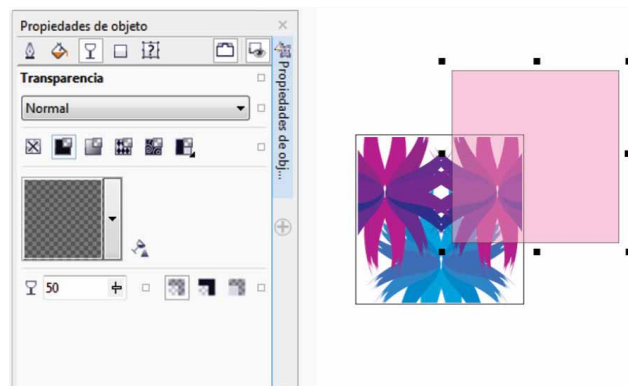 Propiedades de objeto
Transparencia
Normal
50
Propiedades de obj...